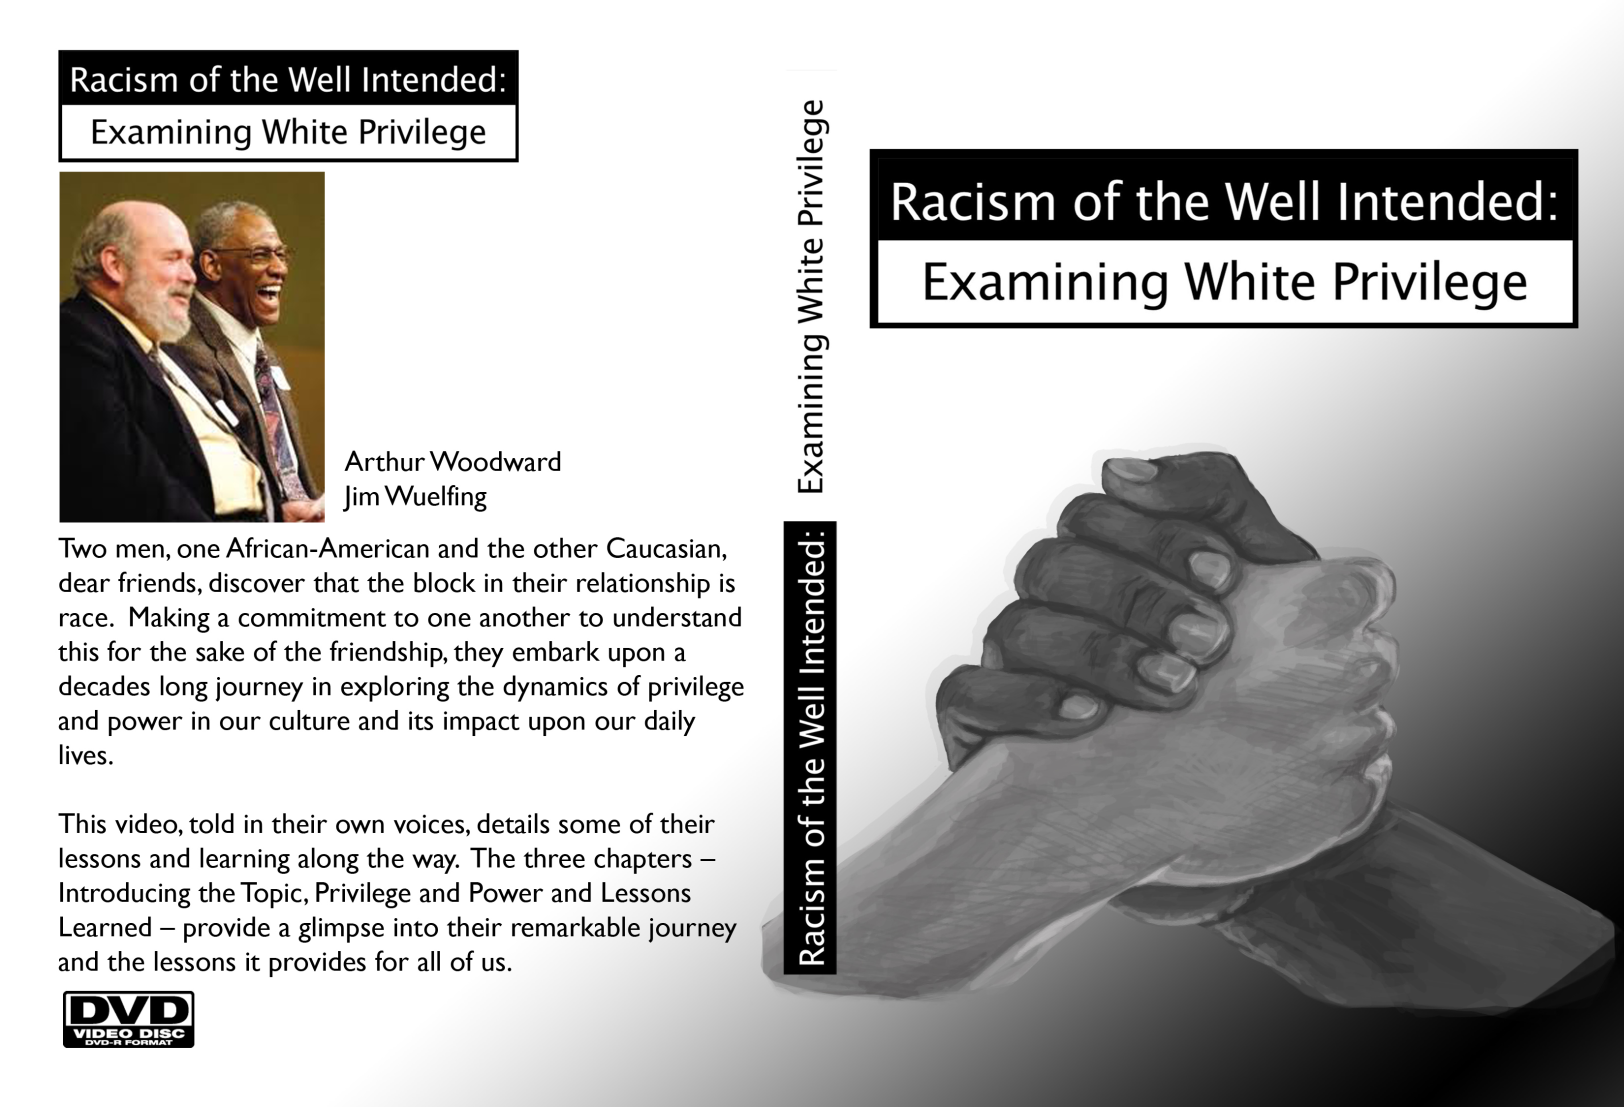 Racism of the Well Intended:
Examining White Privilege
Arthur Woodward
Jim Wuelfing
Two men, one African-American and the other Caucasian,
dear friends, discover that the block in their relationship is
race.  Making a commitment to one another to understand
this for the sake of the friendship, they embark upon a
decades long journey in exploring the dynamics of privilege
and power in our culture and its impact upon our daily
lives.
This video, told in their own voices, details some of their
lessons and learning along the way.  The three chapters –
Introducing the Topic, Privilege and Power and Lessons
Learned – provide a glimpse into their remarkable journey
and the lessons it provides for all of us.
DVD
VIDEO DISC
DVD-R FORMAT
Racism of the Well Intended: Examining White Privilege
Racism of the Well Intended:
Examining White Privilege